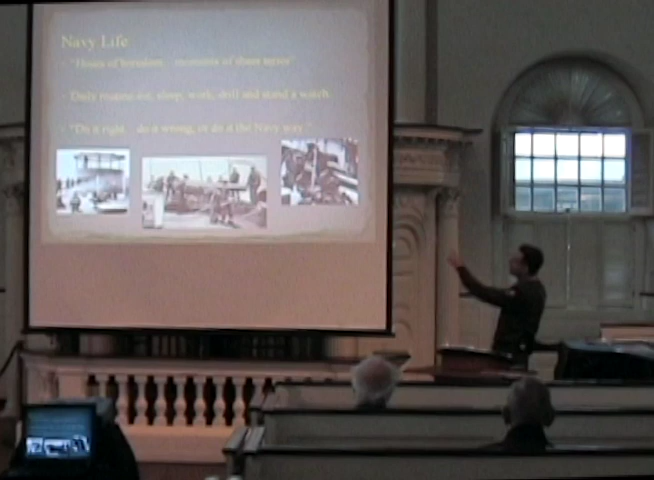 Navy Life
"Hours of boredom... moments of sheer terror"
Daily routine: eat, sleep, work, drill and stand a watch.
"Do it right... do it wrong, or do it the Navy way."